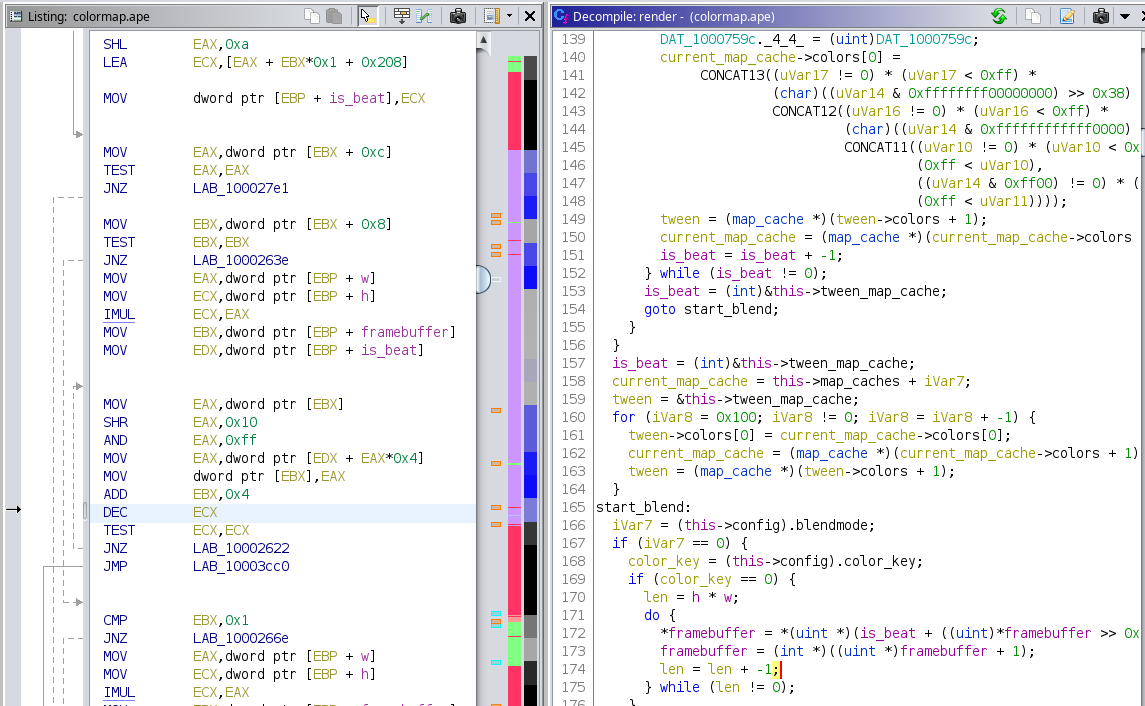 Listing: colormap.ape
SHL EAX,0xa
LEA ECX,[EAX + EBX*0x1 + 0x208]
MOV dword ptr [EBP + is_beat],ECX
MOV EAX,dword ptr [EBX + 0xc]
TEST EAX,EAX
JNZ LAB_100027e1
MOV EBX,dword ptr [EBX + 0x8]
TEST EBX,EBX
JNZ LAB_1000263e
MOV EAX,dword ptr [EBP + w]
MOV ECX,dword ptr [EBP + h]
IMUL ECX,EAX
MOV EBX,dword ptr [EBP + framebuffer]
MOV EDX,dword ptr [EBP + is_beat]
MOV EAX,dword ptr [EBX]
SHR EAX,0x10
AND EAX,0xff
MOV EAX,dword ptr [EDX + EAX*0x4]
MOV dword ptr [EBX],EAX
ADD EBX,0x4
DEC ECX
TEST ECX,ECX
JNZ LAB_10002622
JMP LAB_10003cc0
CMP EBX,0x1
JNZ LAB_1000266e
MOV EAX,dword ptr [EBP + w]
MOV ECX,dword ptr [EBP + h]
IMUL ECX,EAX
Decompile: render - (colormap.ape)
139 DAT_1000759c._4_4_ = (uint)DAT_1000759c;
140 current_map_cache->colors[0] =
141 CONCAT13((uVar17 != 0) * (uVar17 < 0xff) *
142 (char)((uVar14 & 0xffffffff00000000) >> 0x38)
143 CONCAT12((uVar16 != 0) * (uVar16 < 0xff) *
144 (char)((uVar14 & 0xffffffffffff0000)
145 CONCAT11((uVar10 != 0) * (uVar10 < 0x
146 (0xff < uVar10),
147 ((uVar14 & 0xff00) != 0) * (
148 (0xff < uVar11))));
149 tween = (map_cache *)(tween->colors + 1);
150 current_map_cache = (map_cache *)(current_map_cache->colors
151 is_beat = is_beat + -1;
152 } while (is_beat != 0);
153 is_beat = (int)&this->tween_map_cache;
154 goto start_blend;
155 }
156 }
157 is_beat = (int)&this->tween_map_cache;
158 current_map_cache = this->map_caches + iVar7;
159 tween = &this->tween_map_cache;
160 for (iVar8 = 0x100; iVar8 != 0; iVar8 = iVar8 + -1) {
161 tween->colors[0] = current_map_cache->colors[0];
162 current_map_cache = (map_cache *)(current_map_cache->colors + 1)
163 tween = (map_cache *)(tween->colors + 1);
164 }
165 start_blend:
166 iVar7 = (this->config).blendmode;
167 if (iVar7 == 0) {
168 color_key = (this->config).color_key;
169 if (color_key == 0) {
170 len = h * w;
171 do {
172 *framebuffer = *(uint *)(is_beat + ((uint)*framebuffer >> 0x
173 framebuffer = (int *)((uint *)framebuffer + 1);
174 len = len + -1;
175 } while (len != 0);